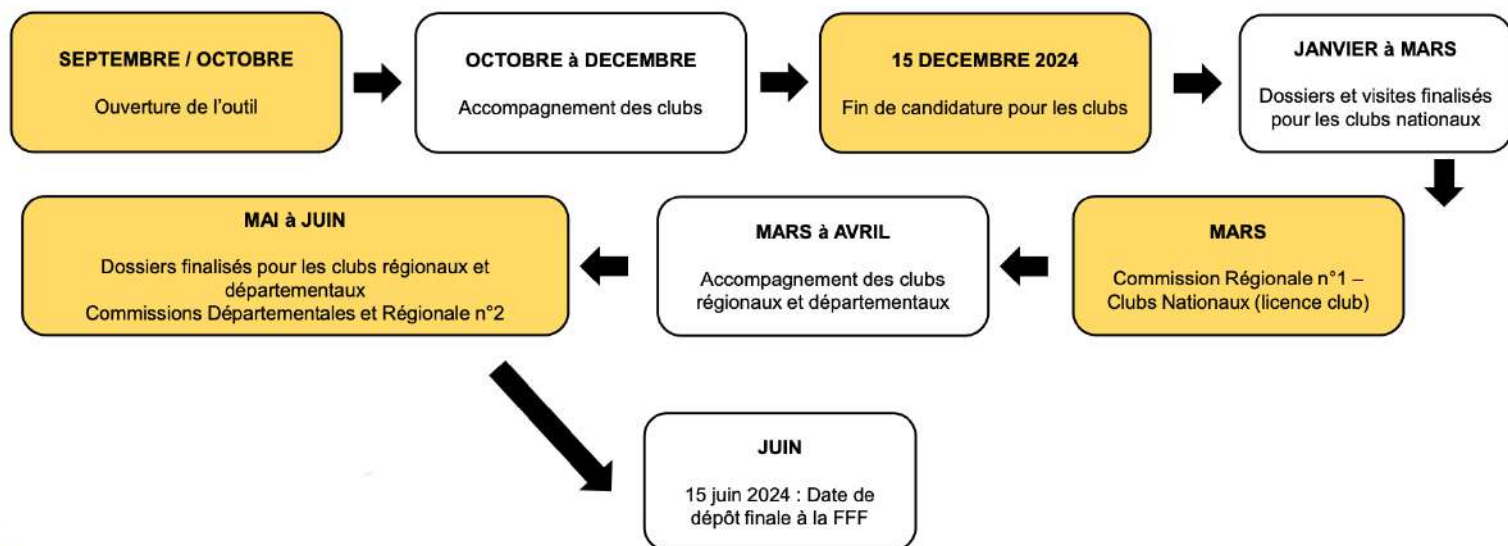 SEPTEMBRE / OCTOBRE
Ouverture de l'outil
OCTOBRE à DECEMBRE
Accompagnement des clubs
15 DECEMBRE 2024
Fin de candidature pour les clubs
JANVIER à MARS
Dossiers et visites finalisés
pour les clubs nationaux
MARS
Commission Régionale n°1 –
Clubs Nationaux (licence club)
MARS à AVRIL
Accompagnement des clubs
régionaux et départementaux
MAI à JUIN
Dossiers finalisés pour les clubs régionaux et
départementaux
Commissions Départementales et Régionale n°2
JUIN
15 juin 2024 : Date de
dépôt finale à la FFF